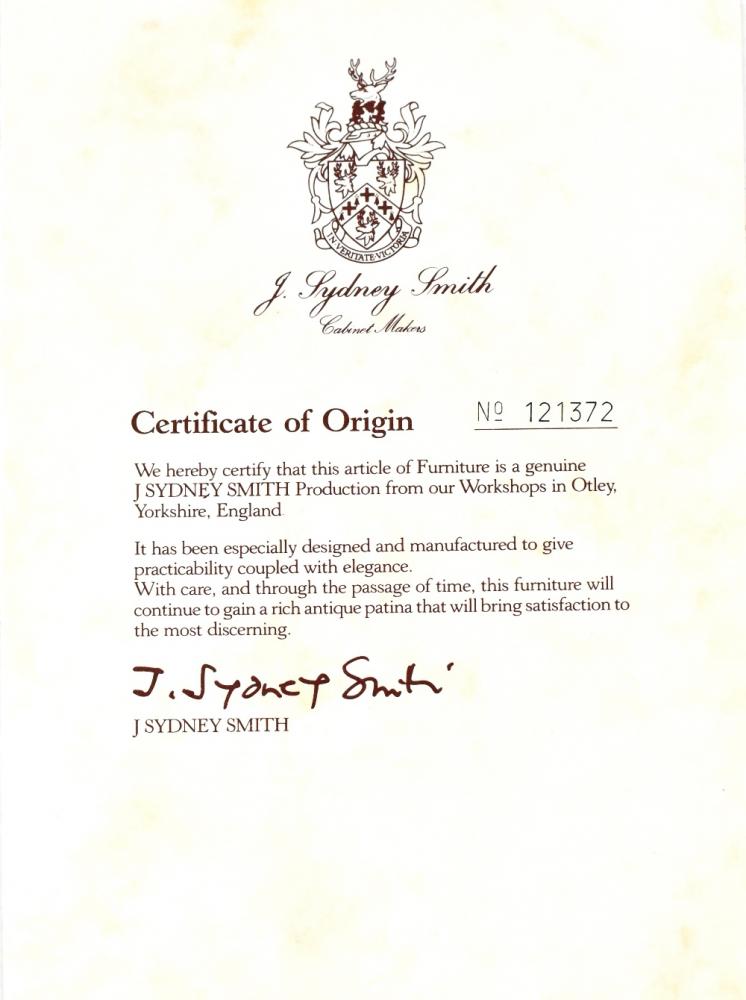 IN·VERITATE·VICTORIA
J. Sydney Smith
Cabinet Makers
Certificate of Origin Nº 121372
We hereby certify that this article of Furniture is a genuine
J SYDNEY SMITH Production from our Workshops in Otley,
Yorkshire, England
It has been especially designed and manufactured to give
practicability coupled with elegance.
With care, and through the passage of time, this furniture will
continue to gain a rich antique patina that will bring satisfaction to
the most discerning.
J. Sydney Smith
J SYDNEY SMITH